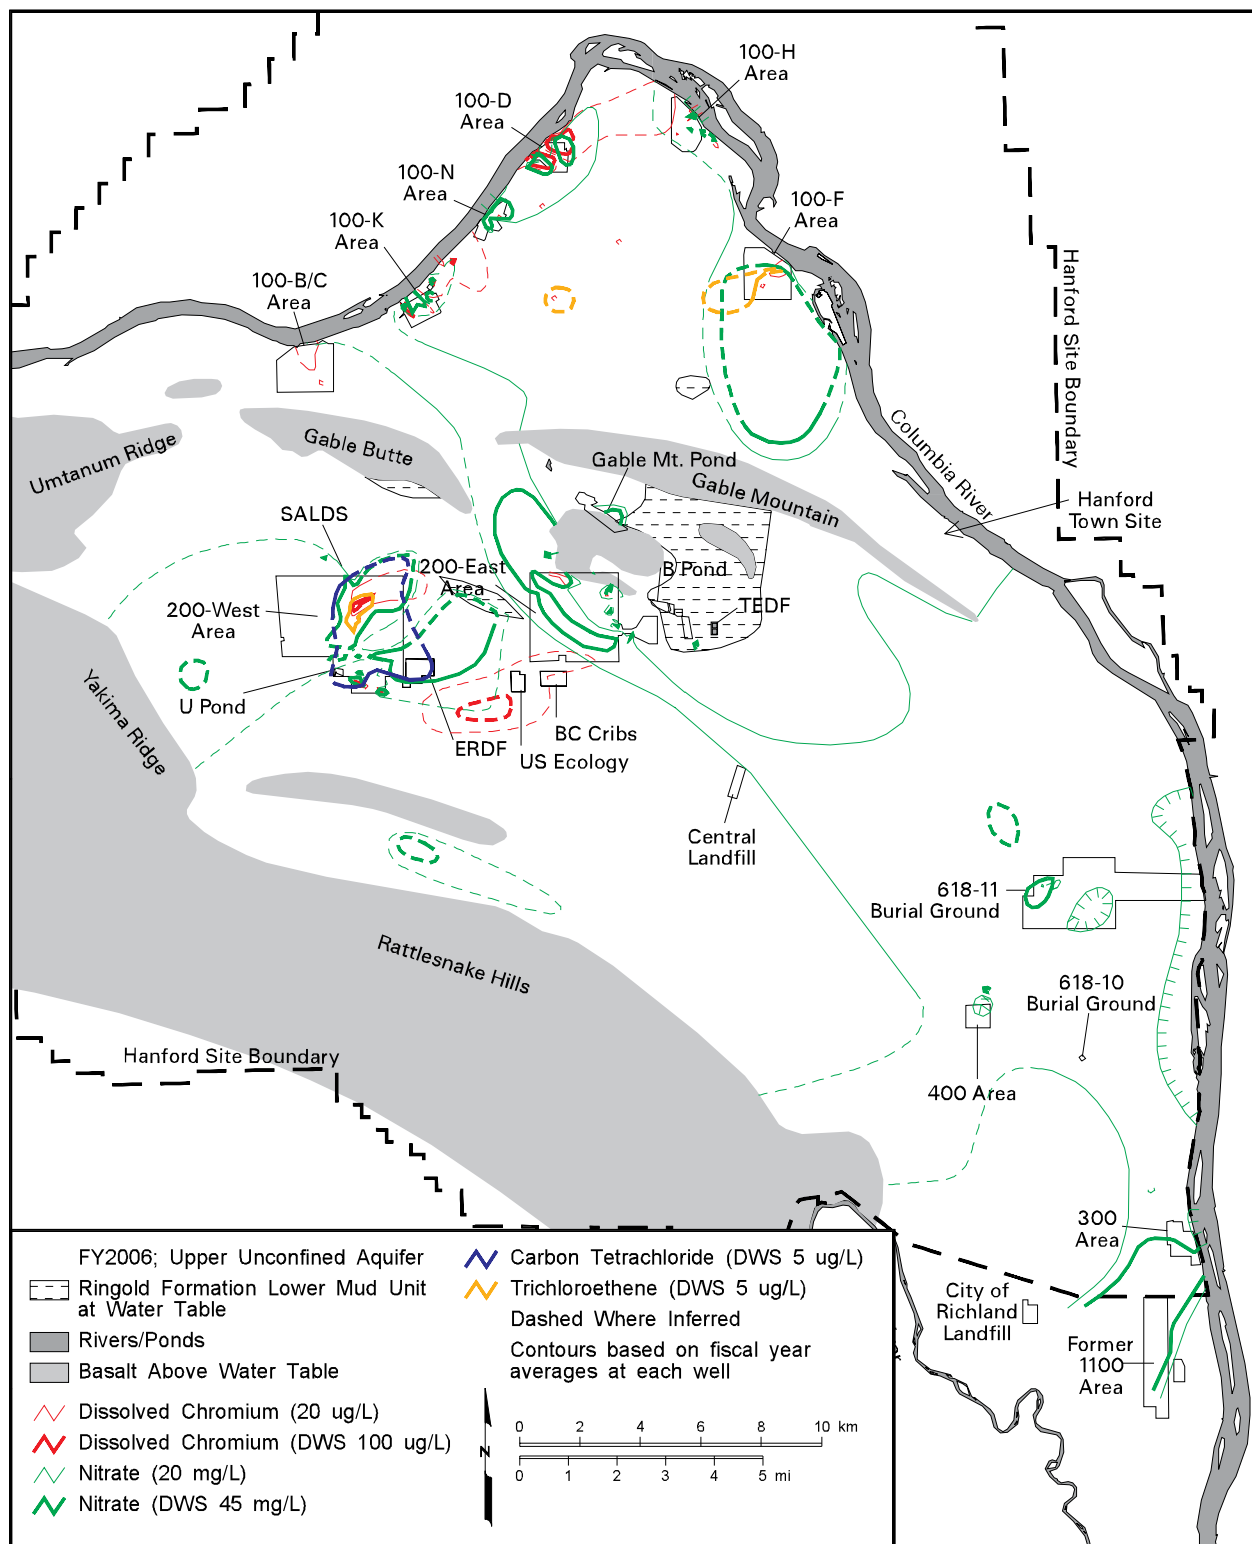 100-H
Area
100-D
Area
100-N
Area
100-K
Area
100-F
Area
100-B/C
Area
Hanford Site Boundary
Umtanum Ridge
Gable Butte
Gable Mt. Pond
Gable Mountain
Columbia River
Hanford
Town Site
SALDS
200-East
Area
B Pond
TEDF
200-West
Area
U Pond
Yakima Ridge
ERDF
BC Cribs
US Ecology
Central
Landfill
618-11
Burial Ground
Rattlesnake Hills
618-10
Burial Ground
Hanford Site Boundary
400 Area
300
Area
City of
Richland
Landfill
Former
1100
Area
FY2006; Upper Unconfined Aquifer
Ringold Formation Lower Mud Unit
at Water Table
Rivers/Ponds
Basalt Above Water Table
Dissolved Chromium (20 ug/L)
Dissolved Chromium (DWS 100 ug/L)
Nitrate (20 mg/L)
Nitrate (DWS 45 mg/L)
Carbon Tetrachloride (DWS 5 ug/L)
Trichloroethene (DWS 5 ug/L)
Dashed Where Inferred
Contours based on fiscal year
averages at each well
N
0 2 4 6 8 10 km
0 1 2 3 4 5 mi